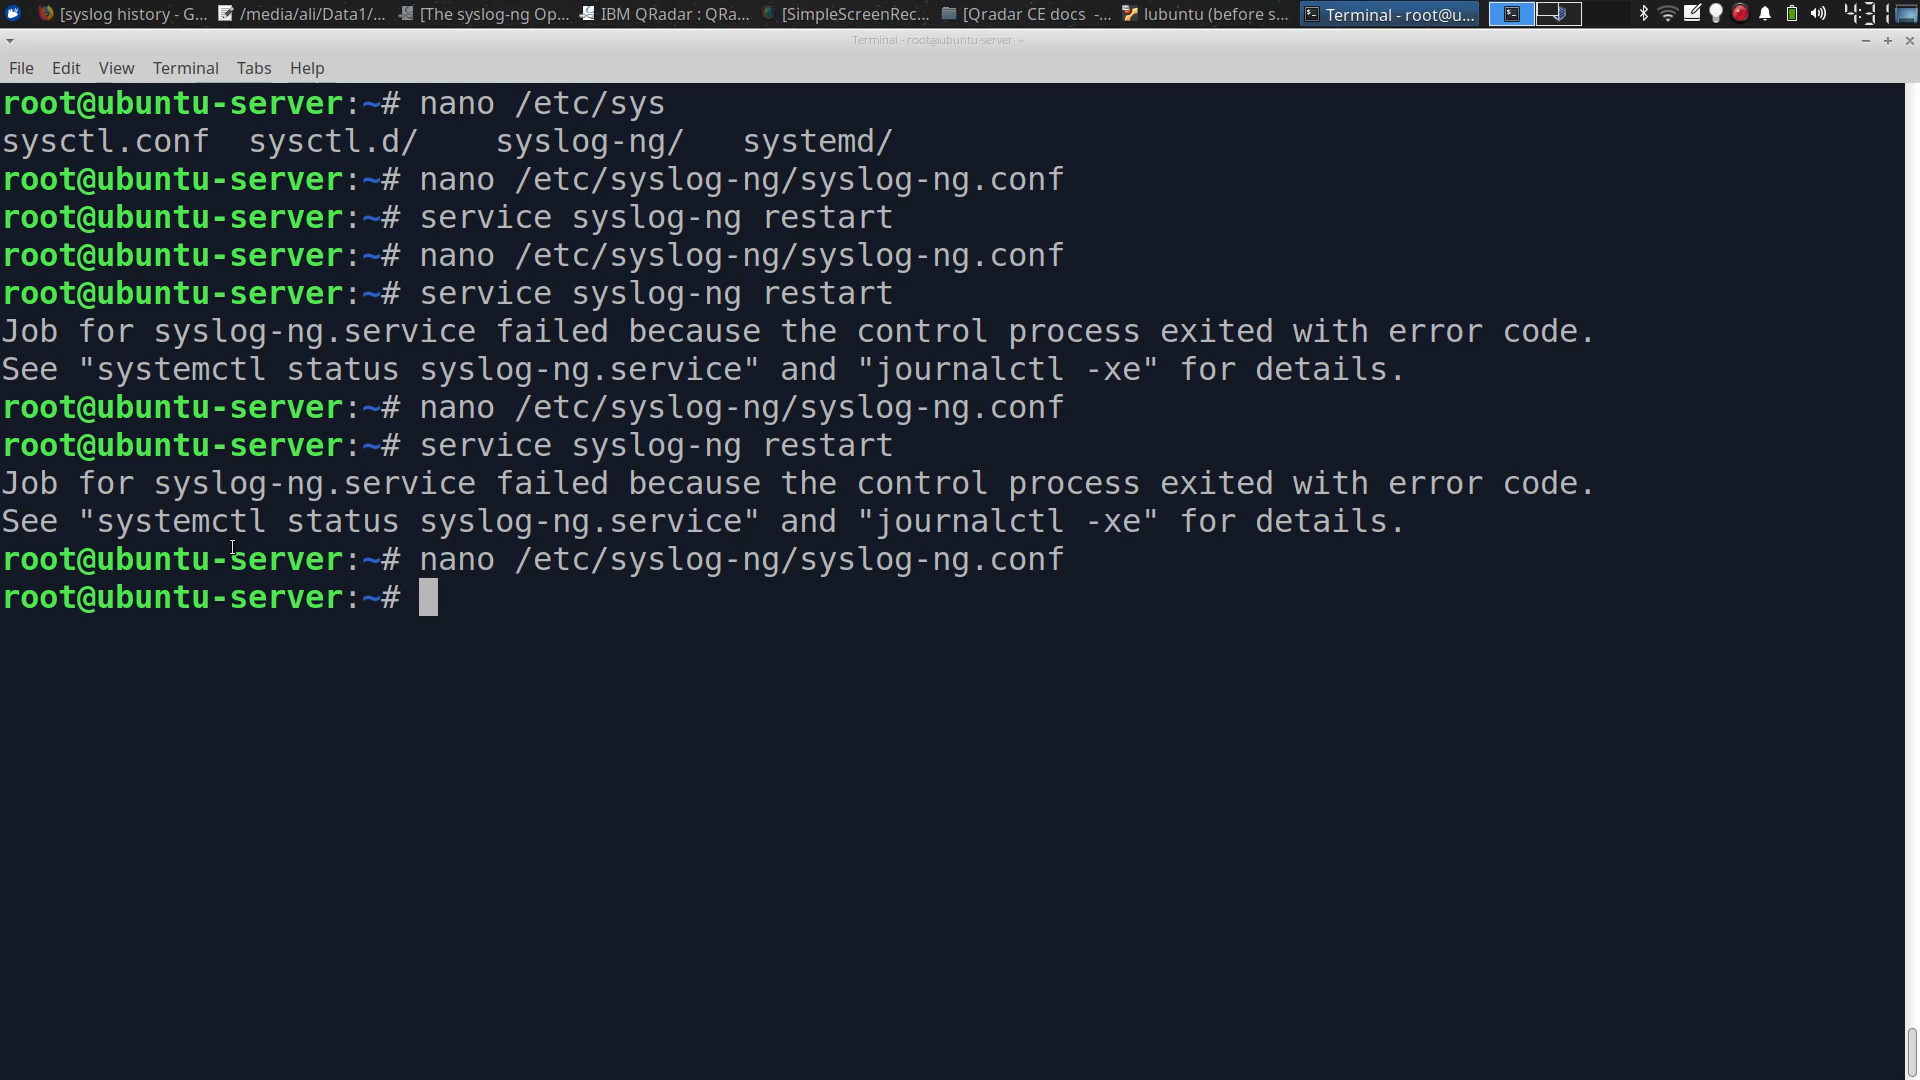 [syslog history - G...
/media/ali/Data1/...
[The syslog-ng Op...
IBM QRadar : QRa...
[SimpleScreenRec...
[Qradar CE docs -...
lubuntu (before s...
Terminal - root@u...
Terminal - root@ubuntu-server: ~
File Edit View Terminal Tabs Help
root@ubuntu-server:~# nano /etc/sys
sysctl.conf sysctl.d/ syslog-ng/ systemd/
root@ubuntu-server:~# nano /etc/syslog-ng/syslog-ng.conf
root@ubuntu-server:~# service syslog-ng restart
root@ubuntu-server:~# nano /etc/syslog-ng/syslog-ng.conf
root@ubuntu-server:~# service syslog-ng restart
Job for syslog-ng.service failed because the control process exited with error code.
See "systemctl status syslog-ng.service" and "journalctl -xe" for details.
root@ubuntu-server:~# nano /etc/syslog-ng/syslog-ng.conf
root@ubuntu-server:~# service syslog-ng restart
Job for syslog-ng.service failed because the control process exited with error code.
See "systemctl status syslog-ng.service" and "journalctl -xe" for details.
root@ubuntu-server:~# nano /etc/syslog-ng/syslog-ng.conf
root@ubuntu-server:~#